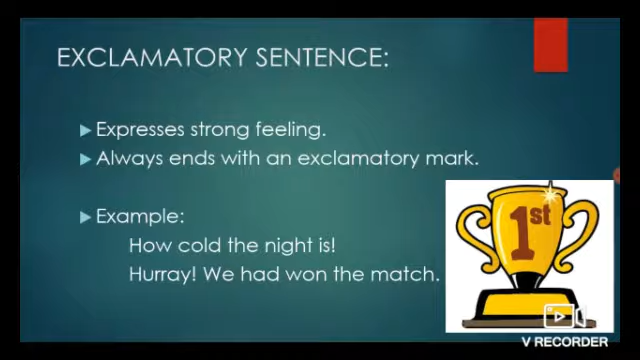 EXCLAMATORY SENTENCE:
Expresses strong feeling.
Always ends with an exclamatory mark.
Example:
How cold the night is!
Hurray! We had won the match.
1st
V RECORDER